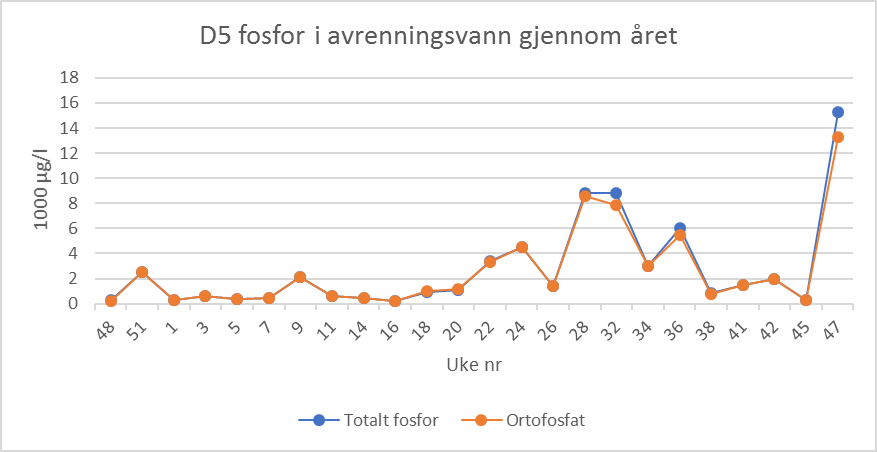 D5 fosfor i avrenningsvann gjennom året
18
16
14
12
10
8
6
4
2
0
1000 µg/l
48 51 1 3 5 7 9 11 14 16 18 20 22 24 26 28 32 34 36 38 41 42 45 47
Uke nr
Totalt fosfor Ortofosfat